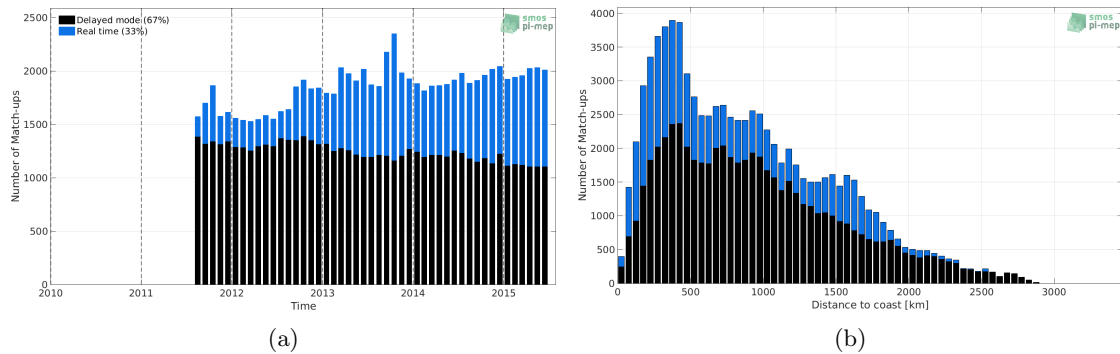 Delayed mode (67%)
Real time (33%)
smos
pi-mep
Number of Match-ups
2500
2000
1500
1000
500
0
2010
2011
2012
2013
2014
2015
Time
(a)
smos
pi-mep
Number of Match-ups
4000
3500
3000
2500
2000
1500
1000
500
0
0
500
1000
1500
2000
2500
3000
Distance to coast [km]
(b)